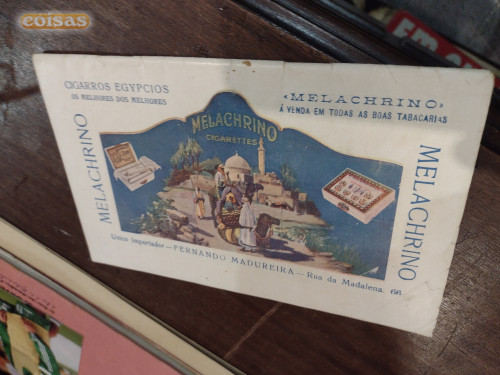 coisas
CIGARROS EGYPCIOS
OS MELHORES DOS MELHORES
«MELACHRINO»
Á VENDA EM TODAS AS BOAS TABACARIAS
MELACHRINO
MELACHRINO
CIGARETTES
MELACHRINO
Unico Importador — FERNANDO MADUREIRA — Rua da Madalena, 66